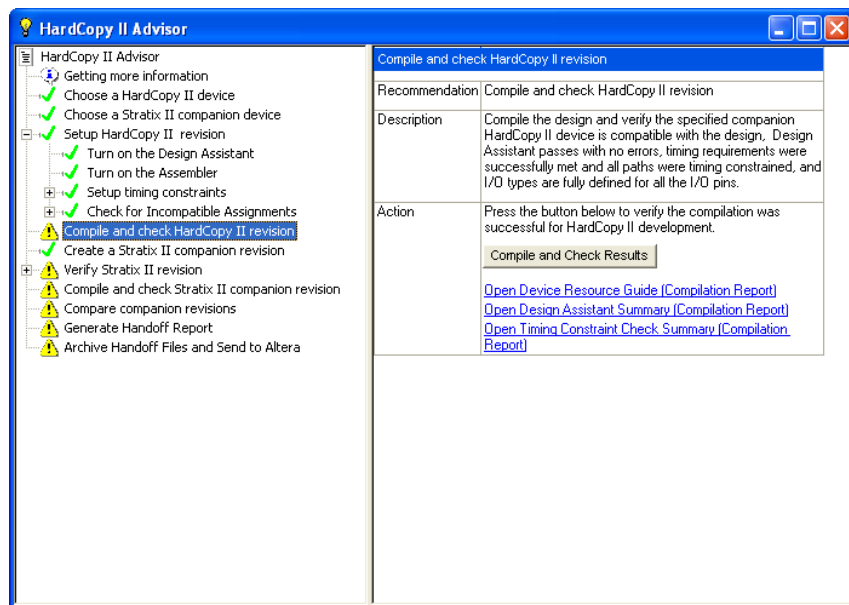 HardCopy II Advisor
HardCopy II Advisor
Getting more information
Choose a HardCopy II device
Choose a Stratix II companion device
Setup HardCopy II revision
Turn on the Design Assistant
Turn on the Assembler
Setup timing constraints
Check for Incompatible Assignments
Compile and check HardCopy II revision
Create a Stratix II companion revision
Verify Stratix II revision
Compile and check Stratix II companion revision
Compare companion revisions
Generate Handoff Report
Archive Handoff Files and Send to Altera
Compile and check HardCopy II revision
Recommendation Compile and check HardCopy II revision
Description Compile the design and verify the specified companion
HardCopy II device is compatible with the design, Design
Assistant passes with no errors, timing requirements were
successfully met and all paths were timing constrained, and
I/O types are fully defined for all the I/O pins.
Action Press the button below to verify the compilation was
successful for HardCopy II development.
Compile and Check Results
Open Device Resource Guide (Compilation Report)
Open Design Assistant Summary (Compilation Report)
Open Timing Constraint Check Summary (Compilation
Report)